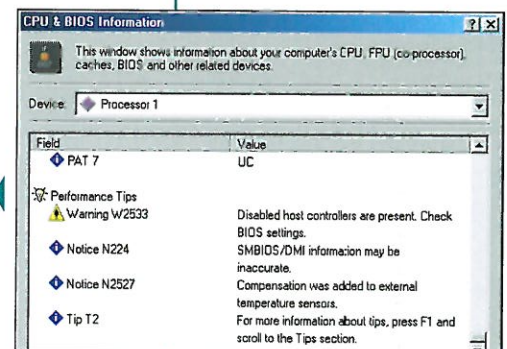 CPU & BIOS Information
This window shows information about your computer's CPU, FPU (co-processor),
caches, BIOS and other related devices.
Device: Processor 1
Field Value
PAT 7 UC
Performance Tips
Warning W2533 Disabled host controllers are present. Check
BIOS settings.
Notice N224 SMBIOS/DMI information may be
inaccurate.
Notice N2527 Compensation was added to external
temperature sensors.
Tip T2 For more information about tips, press F1 and
scroll to the Tips section.